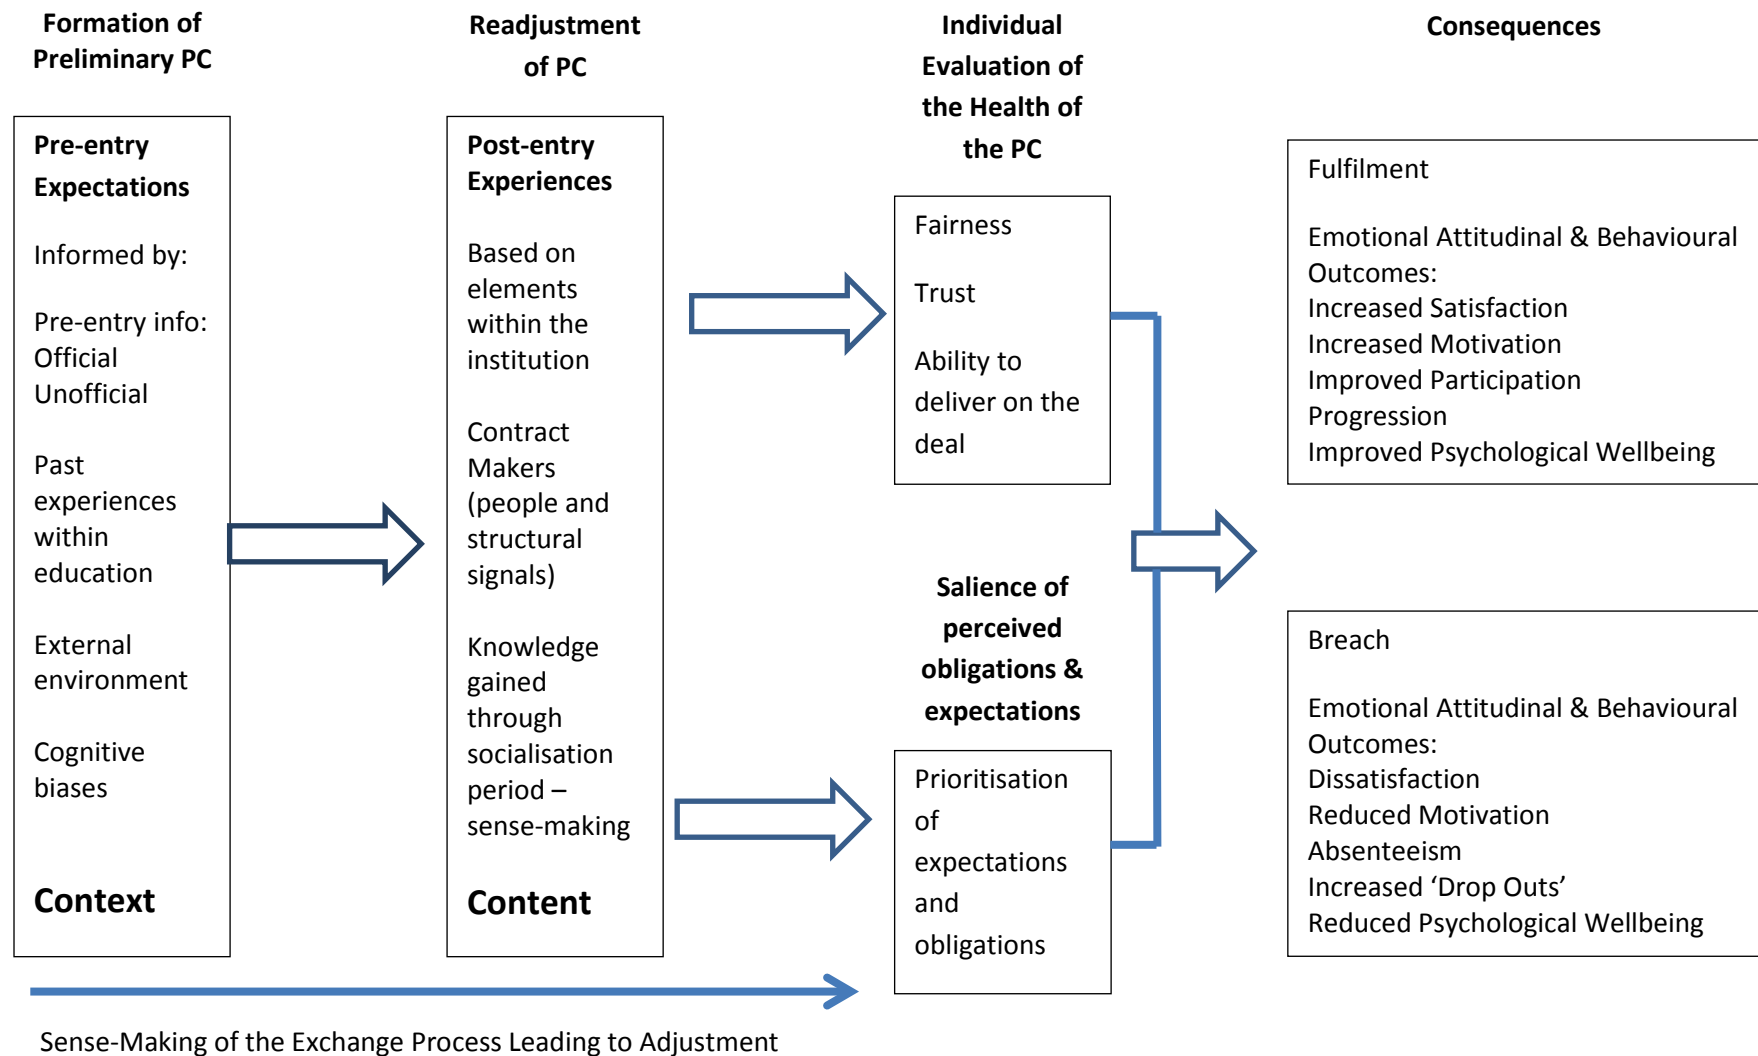 Formation of
Preliminary PC
Pre-entry
Expectations
Informed by:
Pre-entry info:
Official
Unofficial
Past
experiences
within
education
External
environment
Cognitive
biases
Context
Readjustment
of PC
Post-entry
Experiences
Based on
elements
within the
institution
Contract
Makers
(people and
structural
signals)
Knowledge
gained
through
socialisation
period –
sense-making
Content
Individual
Evaluation of
the Health of
the PC
Fairness
Trust
Ability to
deliver on the
deal
Salience of
perceived
obligations &
expectations
Prioritisation
of
expectations
and
obligations
Consequences
Fulfilment
Emotional Attitudinal & Behavioural
Outcomes:
Increased Satisfaction
Increased Motivation
Improved Participation
Progression
Improved Psychological Wellbeing
Breach
Emotional Attitudinal & Behavioural
Outcomes:
Dissatisfaction
Reduced Motivation
Absenteeism
Increased ‘Drop Outs’
Reduced Psychological Wellbeing
Sense-Making of the Exchange Process Leading to Adjustment